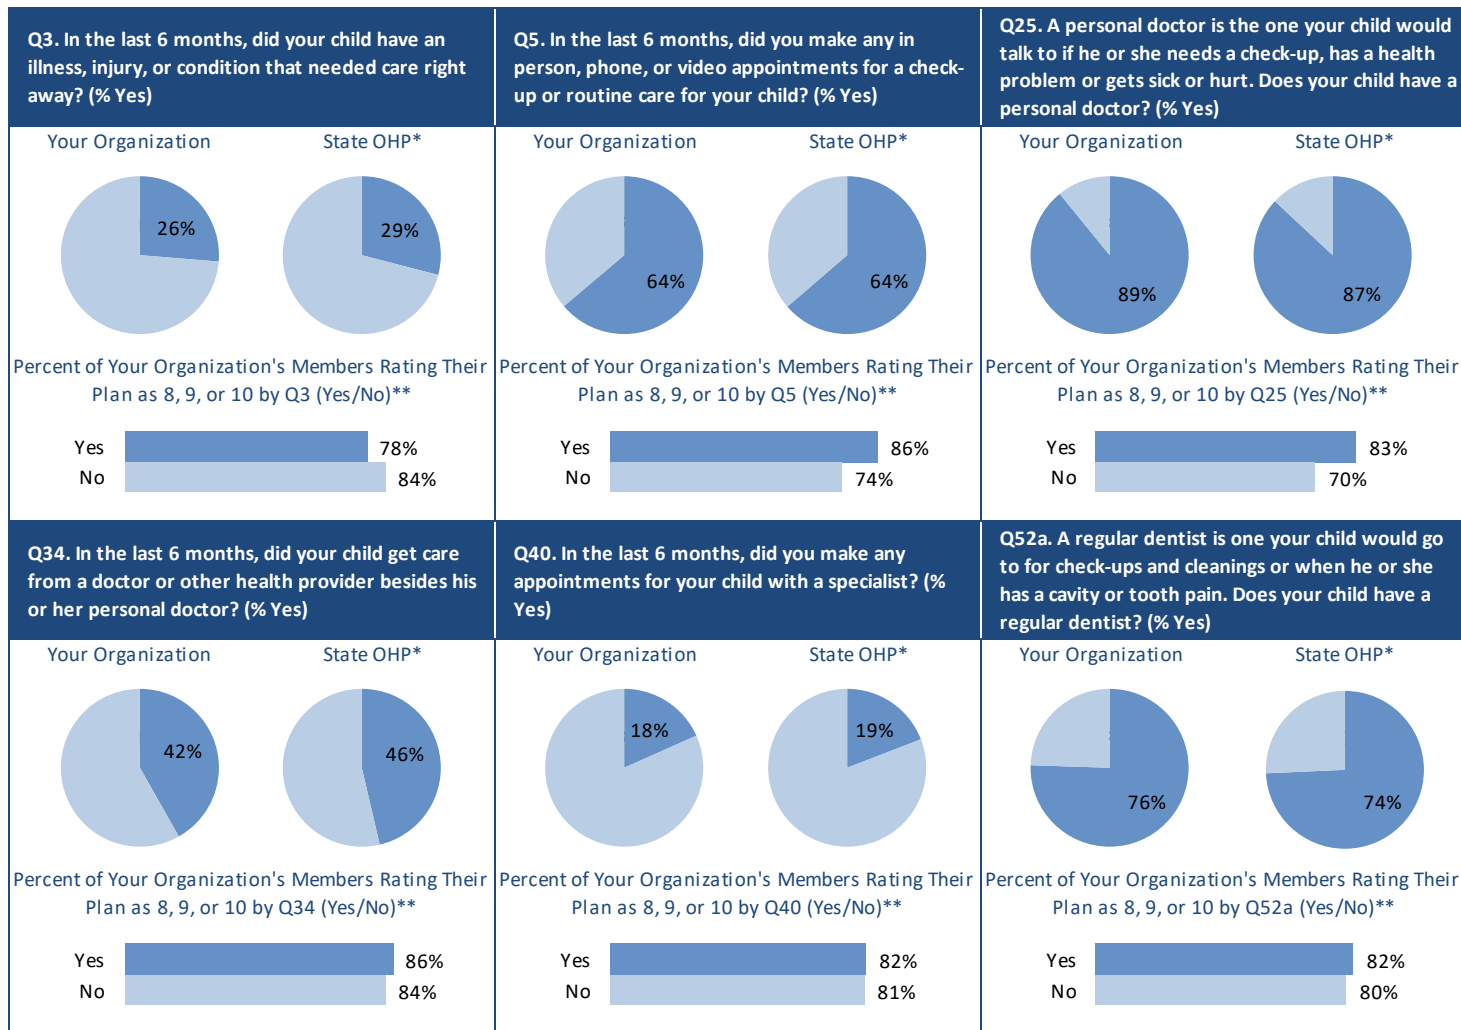 Q3. In the last 6 months, did your child have an
illness, injury, or condition that needed care right
away? (% Yes)
Your Organization
State OHP*
26%
29%
Percent of Your Organization's Members Rating Their
Plan as 8, 9, or 10 by Q3 (Yes/No)**
Yes
78%
No
84%
Q5. In the last 6 months, did you make any in
person, phone, or video appointments for a check-
up or routine care for your child? (% Yes)
Your Organization
State OHP*
64%
64%
Percent of Your Organization's Members Rating Their
Plan as 8, 9, or 10 by Q5 (Yes/No)**
Yes
86%
No
74%
Q25. A personal doctor is the one your child would
talk to if he or she needs a check-up, has a health
problem or gets sick or hurt. Does your child have a
personal doctor? (% Yes)
Your Organization
State OHP*
89%
87%
Percent of Your Organization's Members Rating Their
Plan as 8, 9, or 10 by Q25 (Yes/No)**
Yes
83%
No
70%
Q34. In the last 6 months, did your child get care
from a doctor or other health provider besides his
or her personal doctor? (% Yes)
Your Organization
State OHP*
42%
46%
Percent of Your Organization's Members Rating Their
Plan as 8, 9, or 10 by Q34 (Yes/No)**
Yes
86%
No
84%
Q40. In the last 6 months, did you make any
appointments for your child with a specialist? (%
Yes)
Your Organization
State OHP*
18%
19%
Percent of Your Organization's Members Rating Their
Plan as 8, 9, or 10 by Q40 (Yes/No)**
Yes
82%
No
81%
Q52a. A regular dentist is one your child would go
to for check-ups and cleanings or when he or she
has a cavity or tooth pain. Does your child have a
regular dentist? (% Yes)
Your Organization
State OHP*
76%
74%
Percent of Your Organization's Members Rating Their
Plan as 8, 9, or 10 by Q52a (Yes/No)**
Yes
82%
No
80%